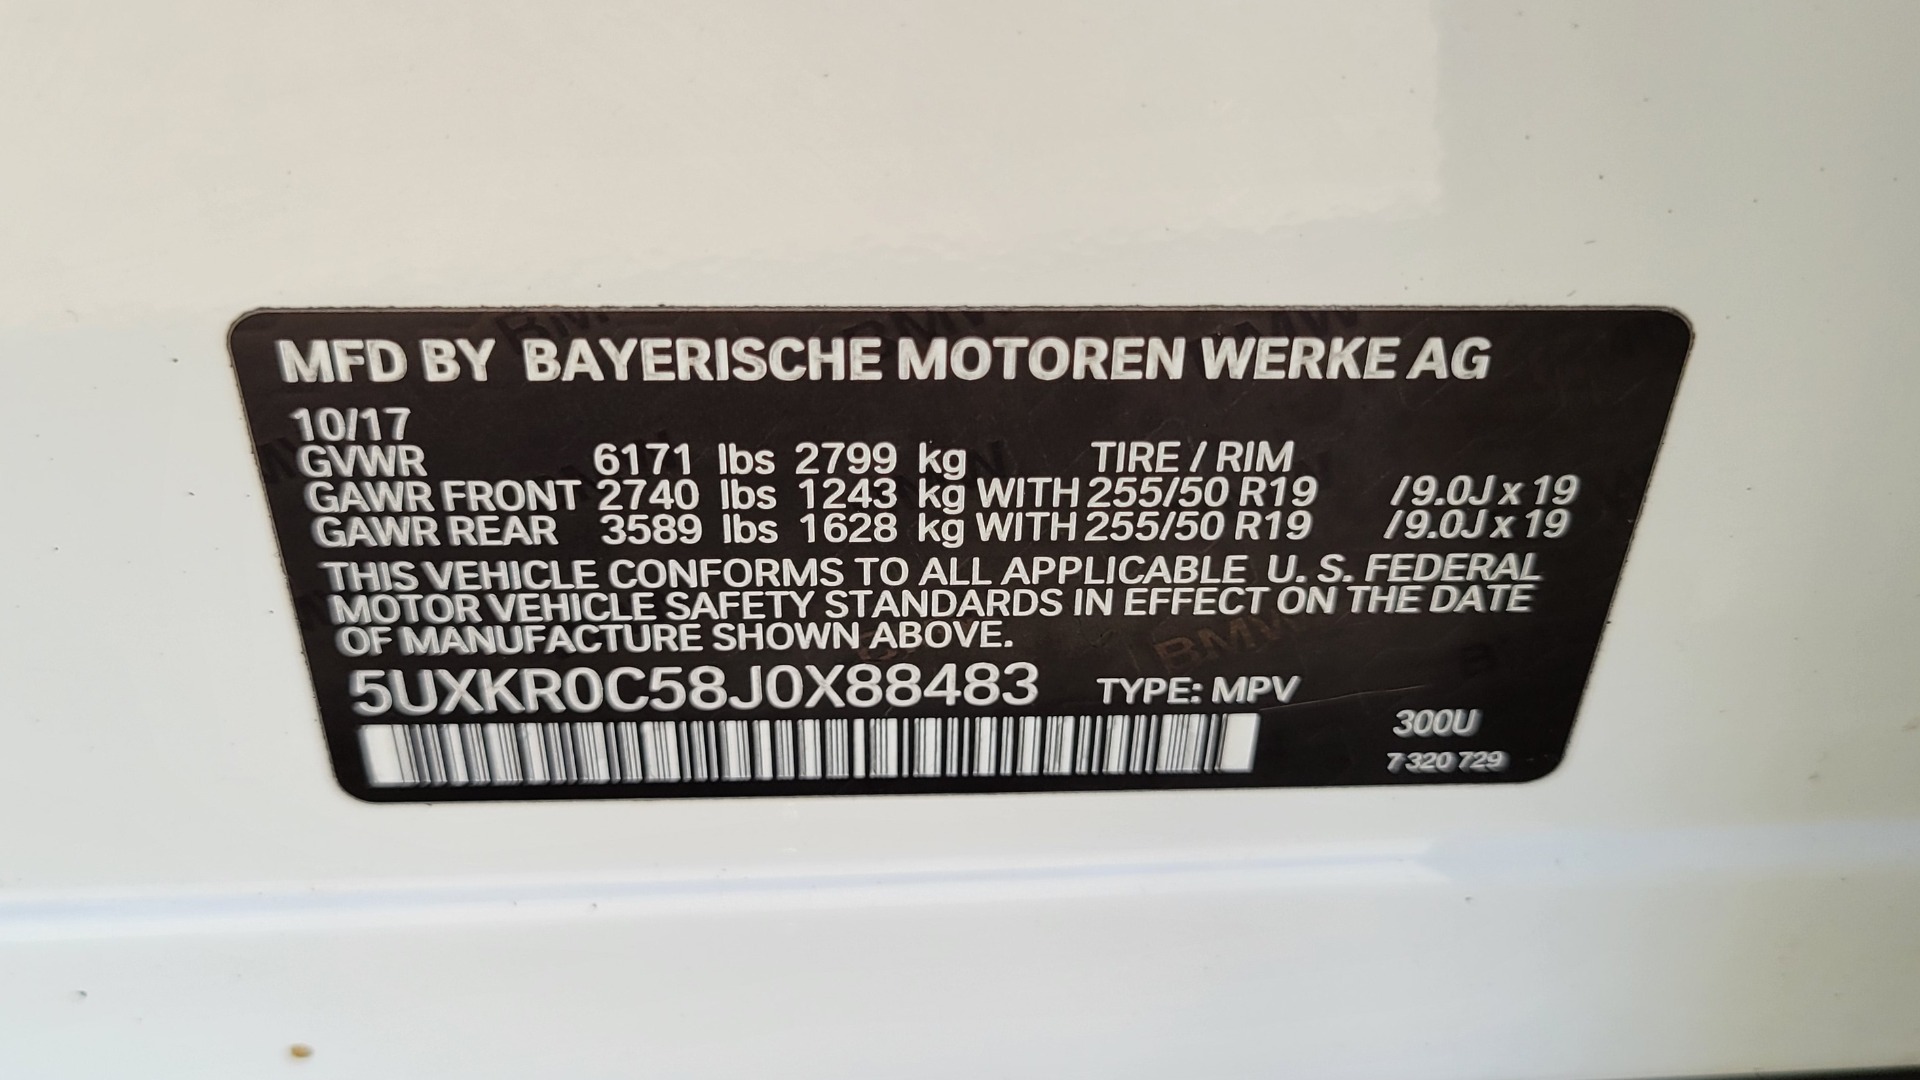 MFD BY BAYERISCHE MOTOREN WERKE AG
10/17
GVWR 6171 lbs 2799 kg TIRE / RIM
GAWR FRONT 2740 lbs 1243 kg WITH 255/50 R19 /9.0J x 19
GAWR REAR 3589 lbs 1628 kg WITH 255/50 R19 /9.0J x 19
THIS VEHICLE CONFORMS TO ALL APPLICABLE U. S. FEDERAL
MOTOR VEHICLE SAFETY STANDARDS IN EFFECT ON THE DATE
OF MANUFACTURE SHOWN ABOVE.
5UXKR0C58J0X88483 TYPE: MPV
300U
7 320 729